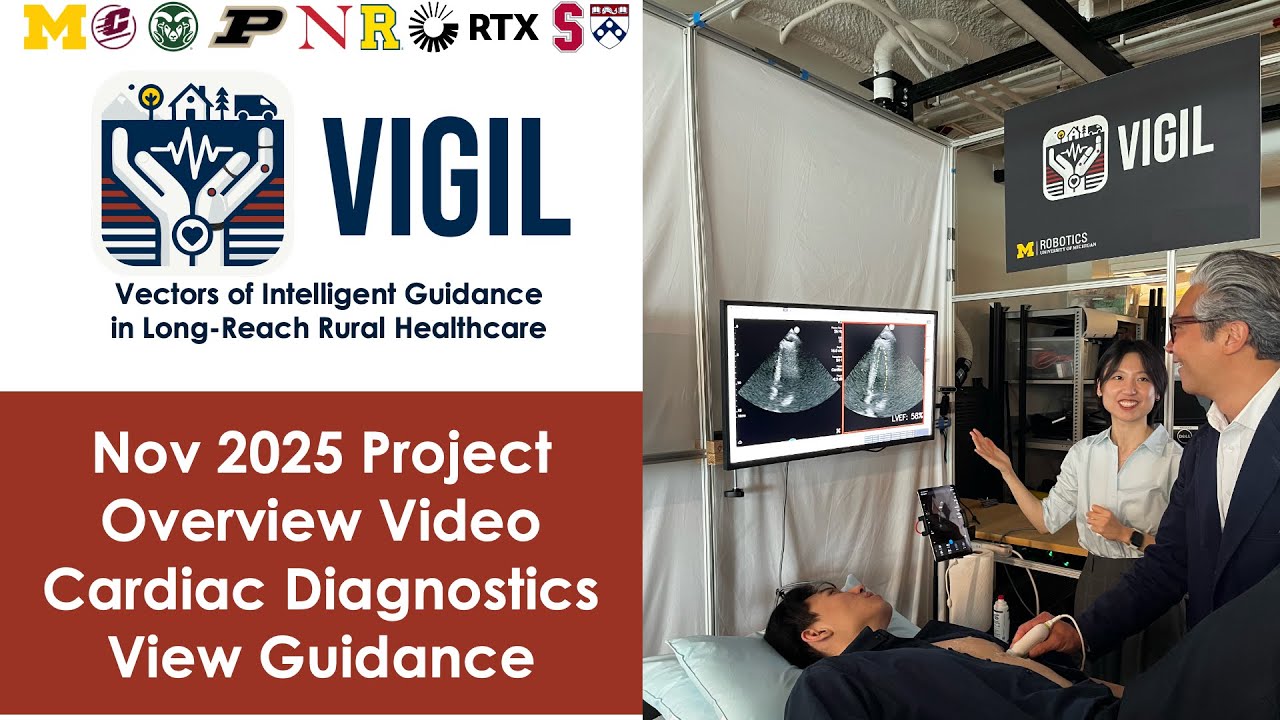 M C P N R RTX S
VIGIL
Vectors of Intelligent Guidance
in Long-Reach Rural Healthcare
Nov 2025 Project
Overview Video
Cardiac Diagnostics
View Guidance
VIGIL
M ROBOTICS
UNIVERSITY OF MICHIGAN
LVEF: 58%
DELL